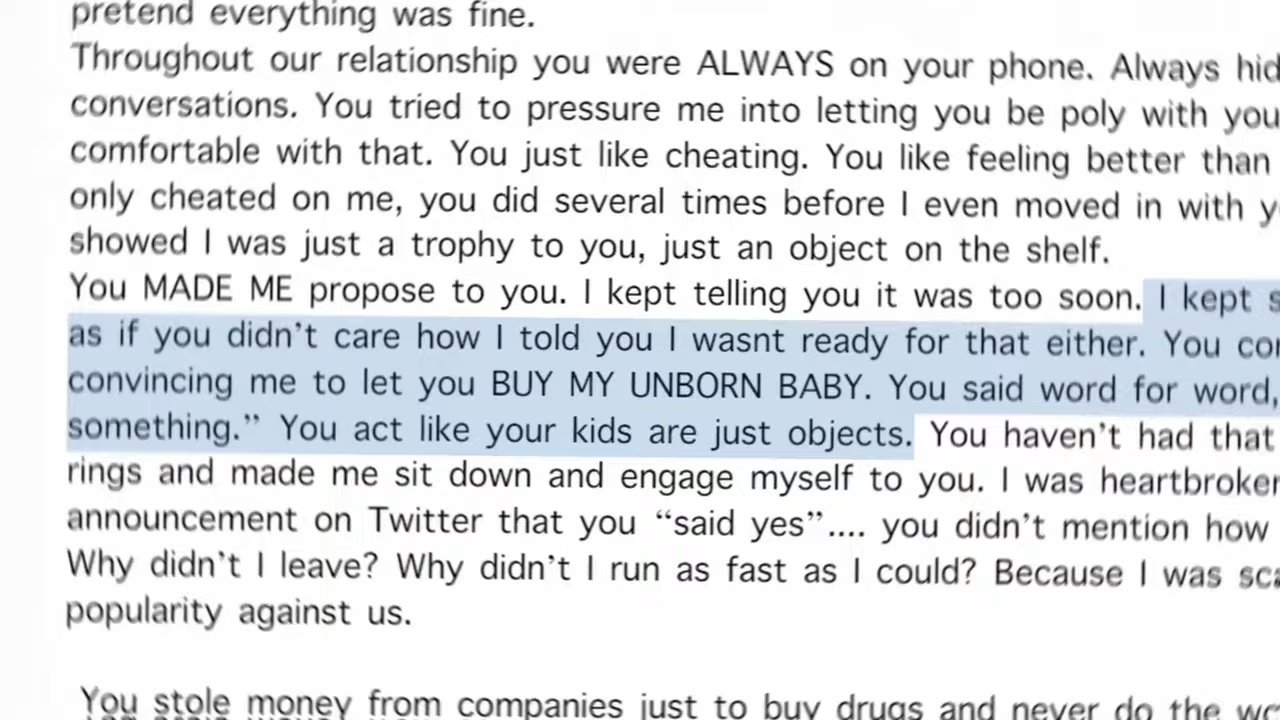 pretend everything was fine.
Throughout our relationship you were ALWAYS on your phone. Always hid
conversations. You tried to pressure me into letting you be poly with you
comfortable with that. You just like cheating. You like feeling better than
only cheated on me, you did several times before I even moved in with y
showed I was just a trophy to you, just an object on the shelf.
You MADE ME propose to you. I kept telling you it was too soon. I kept s
as if you didn’t care how I told you I wasnt ready for that either. You con
convincing me to let you BUY MY UNBORN BABY. You said word for word,
something.” You act like your kids are just objects. You haven’t had that
rings and made me sit down and engage myself to you. I was heartbroken
announcement on Twitter that you “said yes”.... you didn’t mention how
Why didn’t I leave? Why didn’t I run as fast as I could? Because I was sca
popularity against us.
You stole money from companies just to buy drugs and never do the wo